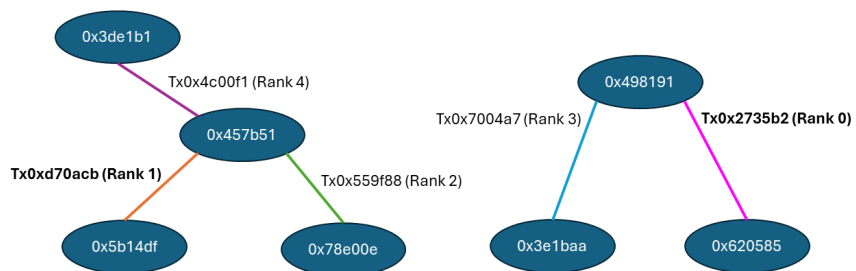 0x3de1b1
Tx0x4c00f1 (Rank 4)
0x457b51
Tx0xd70acb (Rank 1)
Tx0x559f88 (Rank 2)
0x5b14df
0x78e00e
0x498191
Tx0x7004a7 (Rank 3)
Tx0x2735b2 (Rank 0)
0x3e1baa
0x620585